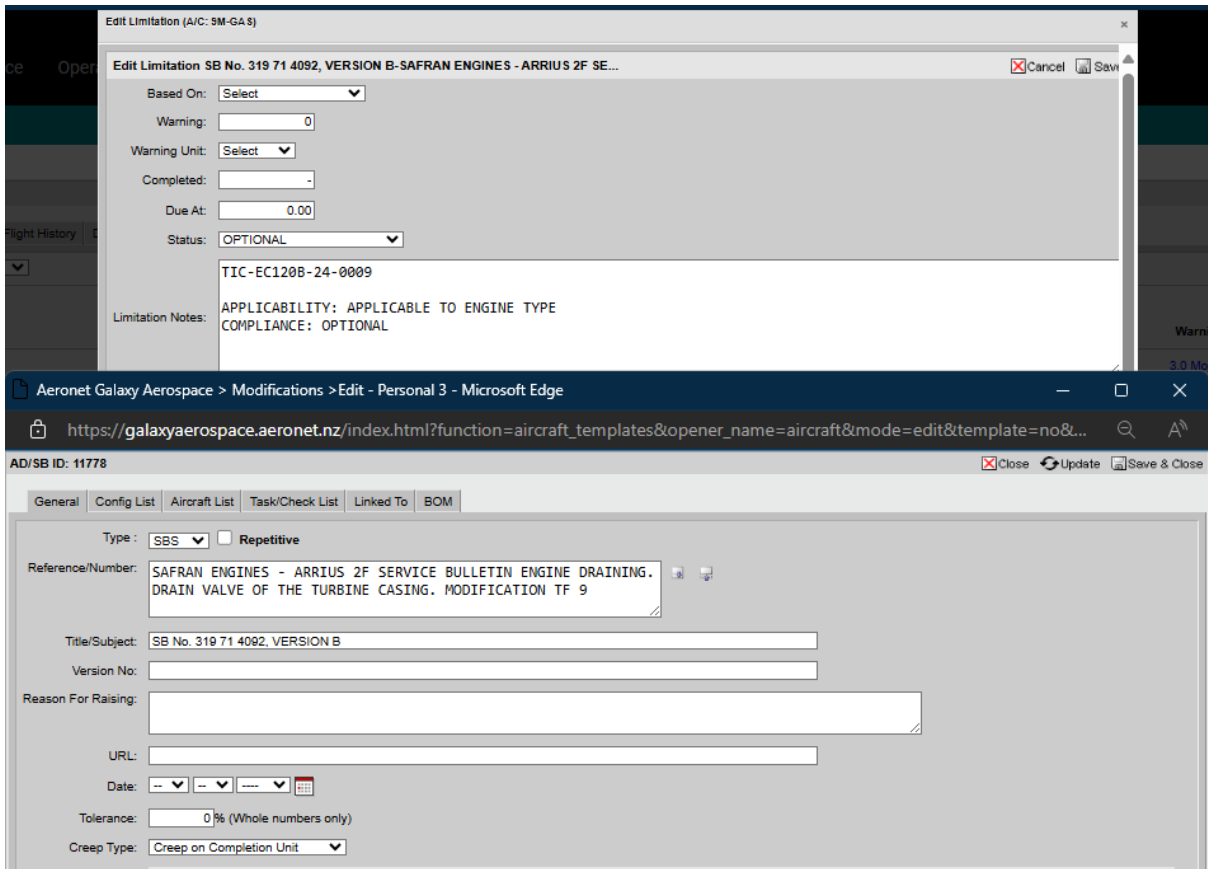 Edit Limitation (A/C: 9M-GAS)
ce Oper
Edit Limitation SB No. 319 71 4092, VERSION B-SAFRAN ENGINES - ARRIUS 2F SE...
Cancel Save
Based On: Select
Warning: 0
Warning Unit: Select
Completed: -
Due At: 0.00
Flight History D
Status: OPTIONAL
Limitation Notes:
TIC-EC120B-24-0009
APPLICABILITY: APPLICABLE TO ENGINE TYPE
COMPLIANCE: OPTIONAL
Warn
3.0 Mo
Aeronet Galaxy Aerospace > Modifications >Edit - Personal 3 - Microsoft Edge
https://galaxyaerospace.aeronet.nz/index.html?function=aircraft_templates&opener_name=aircraft&mode=edit&template=no&...
AD/SB ID: 11778
Close Update Save & Close
General Config List Aircraft List Task/Check List Linked To BOM
Type : SBS Repetitive
Reference/Number: SAFRAN ENGINES - ARRIUS 2F SERVICE BULLETIN ENGINE DRAINING.
DRAIN VALVE OF THE TURBINE CASING. MODIFICATION TF 9
Title/Subject: SB No. 319 71 4092, VERSION B
Version No:
Reason For Raising:
URL:
Date: -- -- ----
Tolerance: 0 % (Whole numbers only)
Creep Type: Creep on Completion Unit